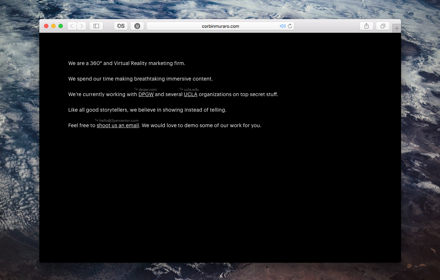 corbinmuraro.com
We are a 360° and Virtual Reality marketing firm.
We spend our time making breathtaking immersive content.
We're currently working with DPGW and several UCLA organizations on top secret stuff.
Like all good storytellers, we believe in showing instead of telling.
Feel free to shoot us an email. We would love to demo some of our work for you.